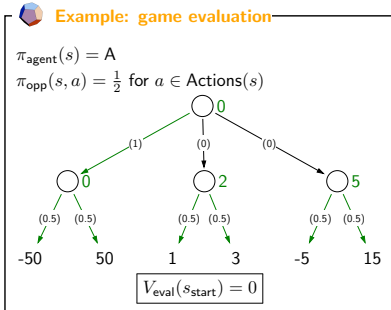 Example: game evaluation
π_agent(s) = A
π_opp(s, a) = 1/2 for a ∈ Actions(s)
0
(1) (0) (0)
0 2 5
(0.5) (0.5) (0.5) (0.5) (0.5) (0.5)
-50 50 1 3 -5 15
V_eval(s_start) = 0